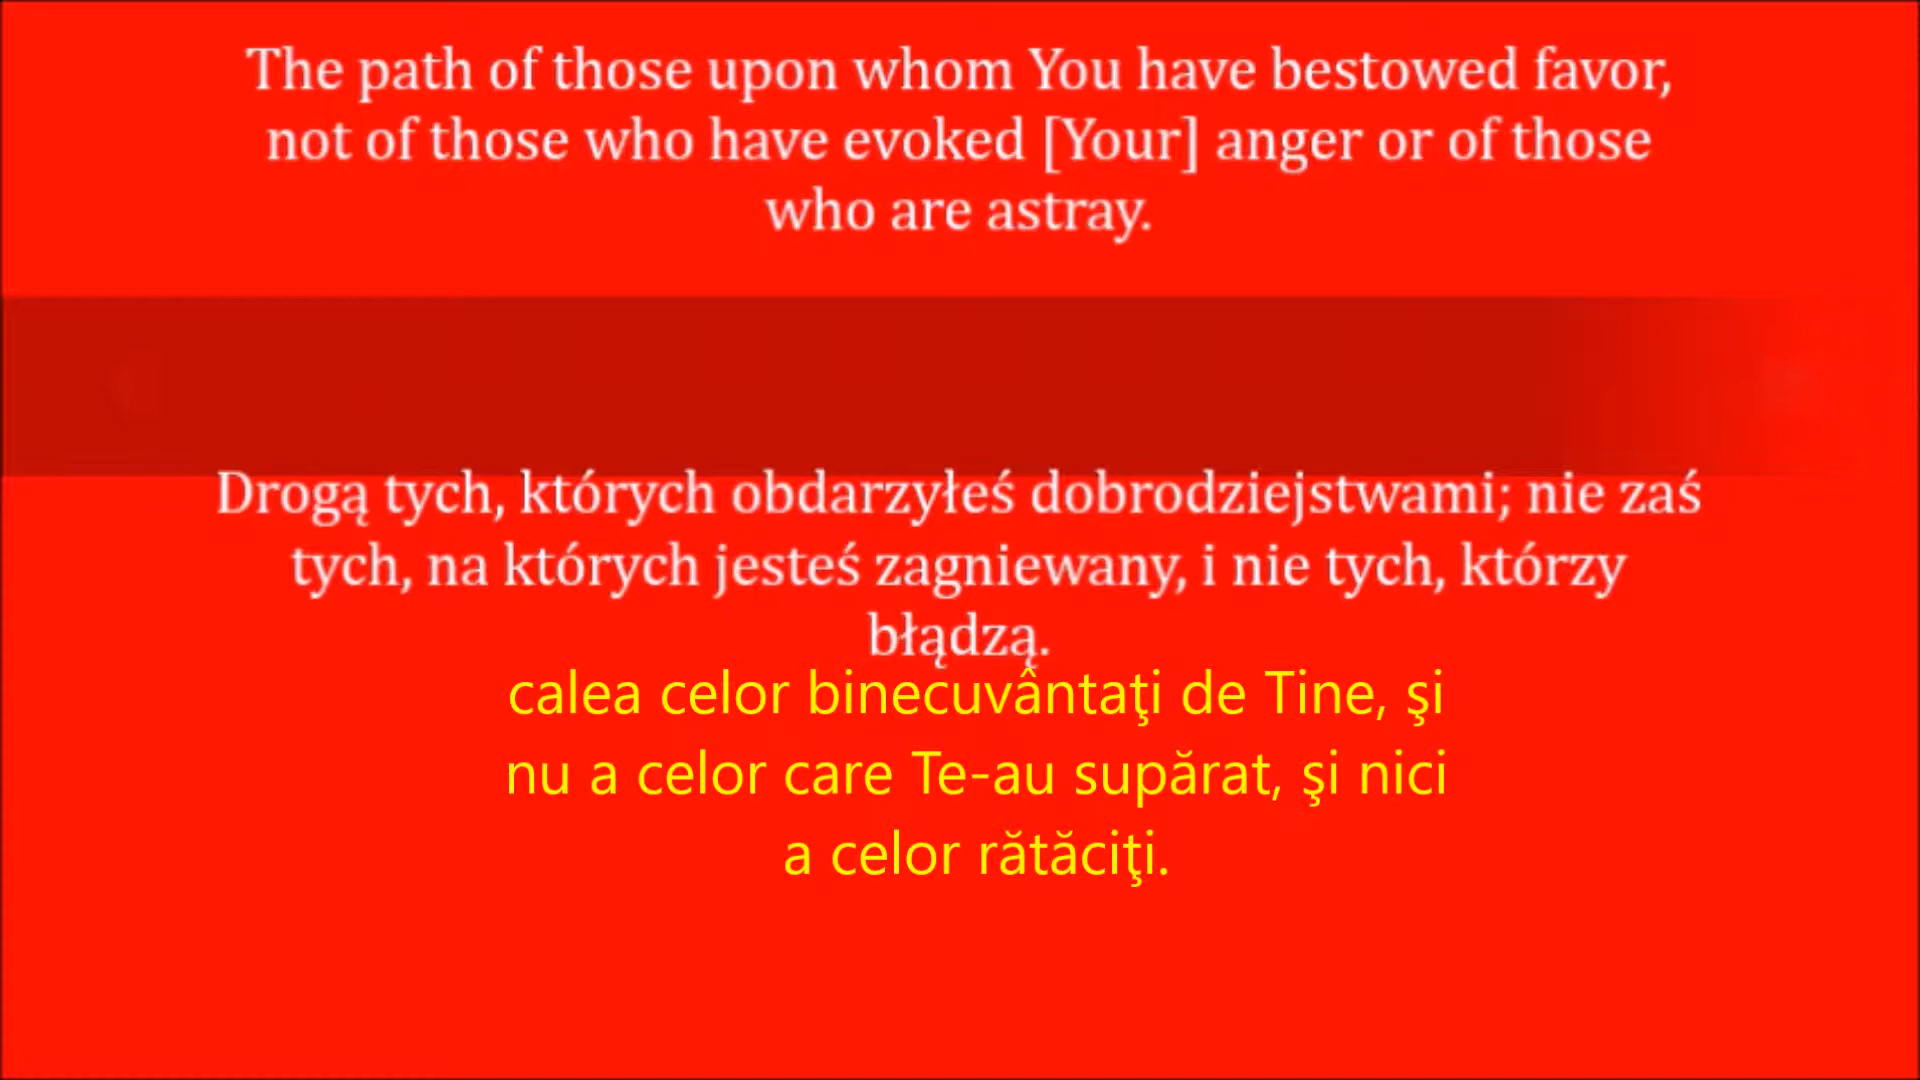 The path of those upon whom You have bestowed favor,
not of those who have evoked [Your] anger or of those
who are astray.
Drogą tych, których obdarzyłeś dobrodziejstwami; nie zaś
tych, na których jesteś zagniewany, i nie tych, którzy
błądzą.
calea celor binecuvântaţi de Tine, şi
nu a celor care Te-au supărat, şi nici
a celor rătăciţi.